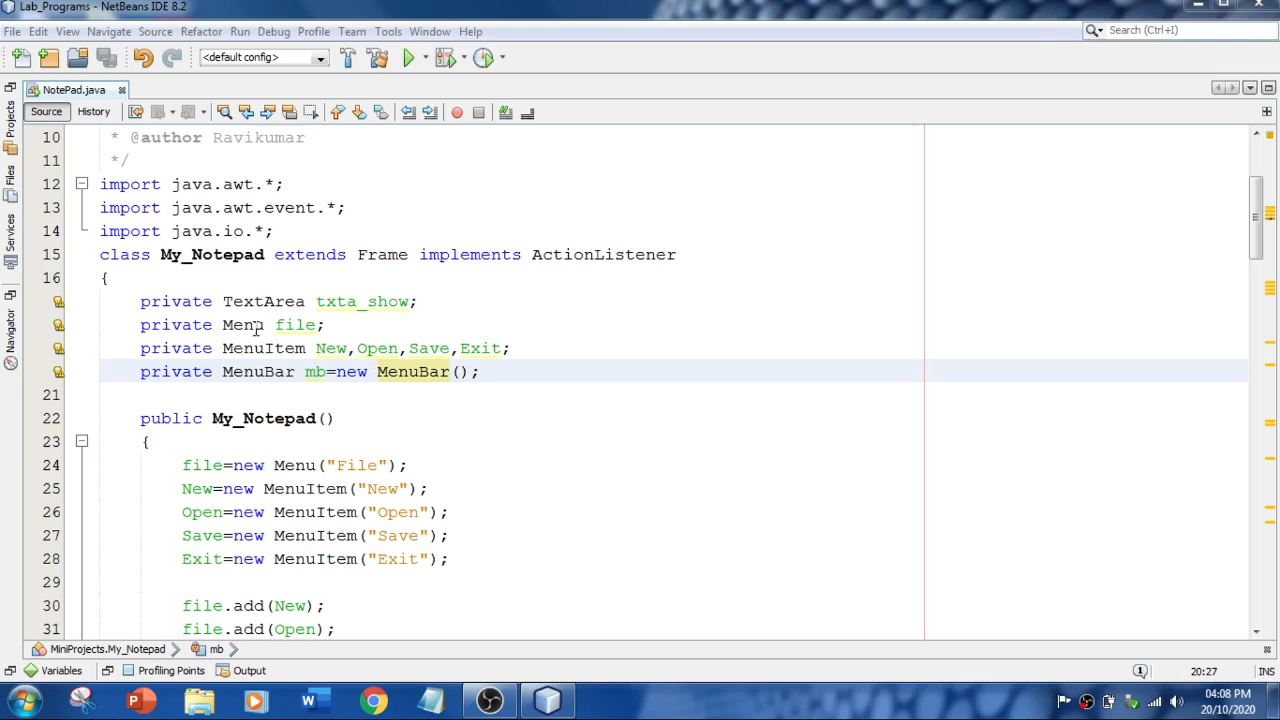 Lab_Programs - NetBeans IDE 8.2
File Edit View Navigate Source Refactor Run Debug Profile Team Tools Window Help
Search (Ctrl+I)
<default config>
NotePad.java
Source History
Projects
Files
Services
Navigator
10 * @author Ravikumar
11 */
12 import java.awt.*;
13 import java.awt.event.*;
14 import java.io.*;
15 class My_Notepad extends Frame implements ActionListener
16 {
private TextArea txta_show;
private Menu file;
private MenuItem New,Open,Save,Exit;
private MenuBar mb=new MenuBar();
21
22 public My_Notepad()
23 {
24 file=new Menu("File");
25 New=new MenuItem("New");
26 Open=new MenuItem("Open");
27 Save=new MenuItem("Save");
28 Exit=new MenuItem("Exit");
29
30 file.add(New);
31 file.add(Open);
MiniProjects.My_Notepad mb
Variables Profiling Points Output 1 20:27 INS
04:08 PM
20/10/2020